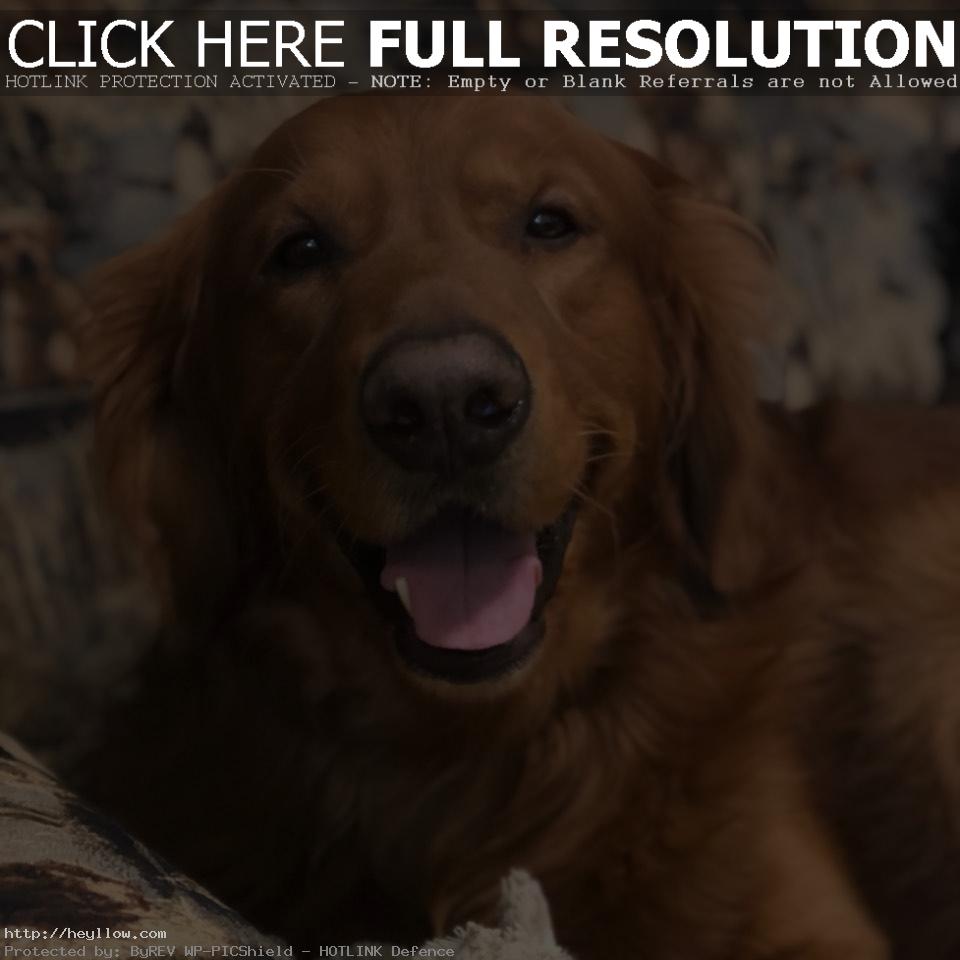 CLICK HERE FULL RESOLUTION
HOTLINK PROTECTION ACTIVATED - NOTE: Empty or Blank Referrals are not Allowed
http://heyllow.com
Protected by: ByREV WP-PICShield - HOTLINK Defence